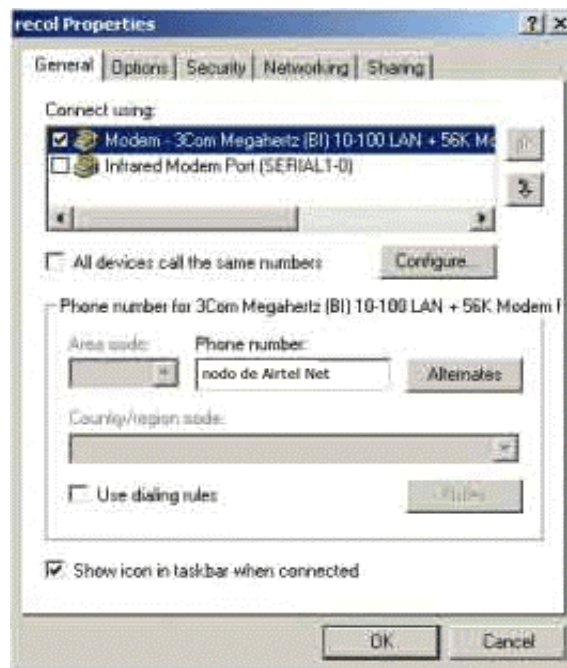 recol Properties
General Options Security Networking Sharing
Connect using:
Modem - 3Com Megahertz (BI) 10-100 LAN + 56K Mo
Infrared Modem Port (SERIAL1-0)
All devices call the same numbers
Configure...
Phone number for 3Com Megahertz (BI) 10-100 LAN + 56K Modem F
Area code: Phone number:
nodo de Airtel Net Alternates
Country/region code:
Use dialing rules Rules
Show icon in taskbar when connected
OK Cancel